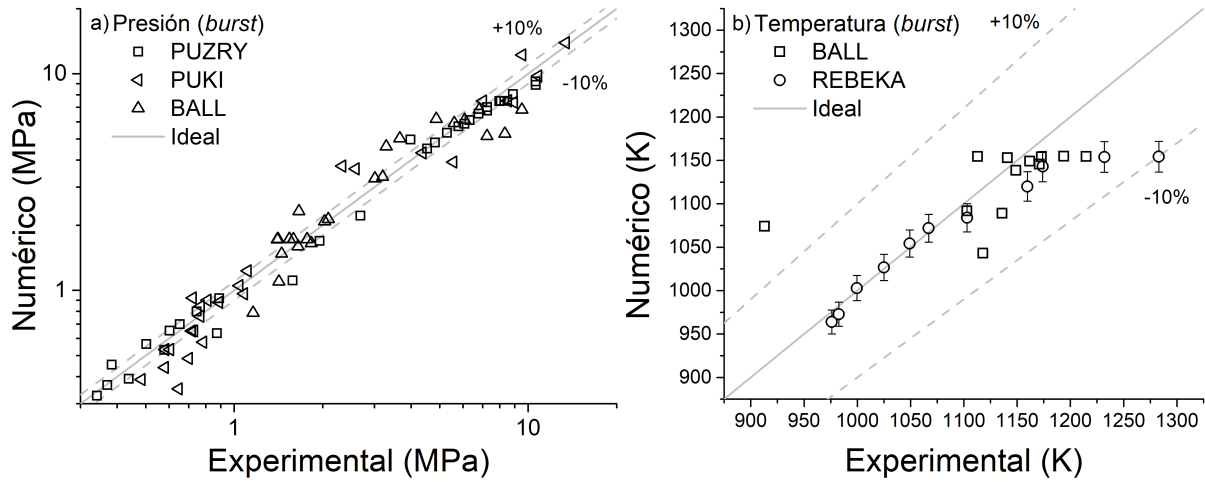 a) Presión (burst)
PUZRY
PUKI
BALL
Ideal
+10%
-10%
10
1
Numérico (MPa)
1
10
Experimental (MPa)
b) Temperatura (burst)
BALL
REBEKA
Ideal
+10%
-10%
1300
1250
1200
1150
1100
1050
1000
950
900
Numérico (K)
900
950
1000
1050
1100
1150
1200
1250
1300
Experimental (K)